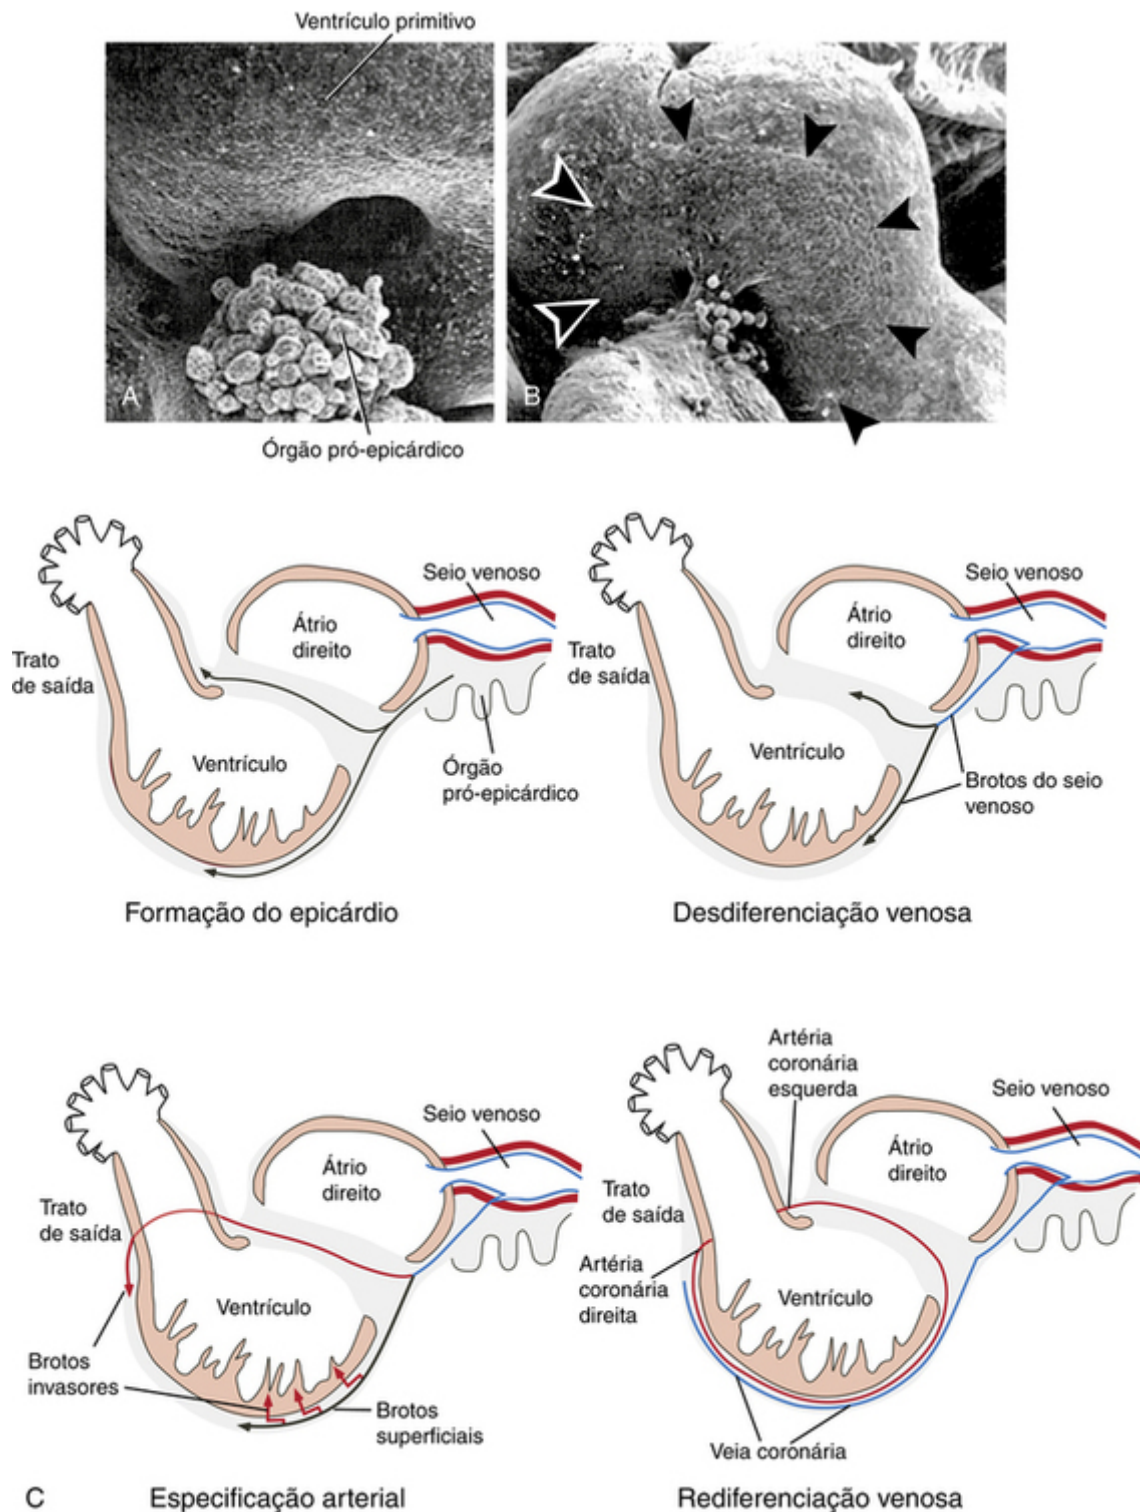 Ventrículo primitivo
A
B
Órgão pró-epicárdico
Seio venoso
Átrio
direito
Trato
de saída
Ventrículo
Órgão
pró-epicárdico
Formação do epicárdio
Seio venoso
Átrio
direito
Trato
de saída
Ventrículo
Brotos do seio
venoso
Desdiferenciação venosa
Seio venoso
Átrio
direito
Trato
de saída
Ventrículo
Brotos
invasores
Brotos
superficiais
Especificação arterial
Artéria
coronária
esquerda
Seio venoso
Átrio
direito
Trato
de saída
Artéria
coronária
direita
Ventrículo
Veia coronária
Rediferenciação venosa
C